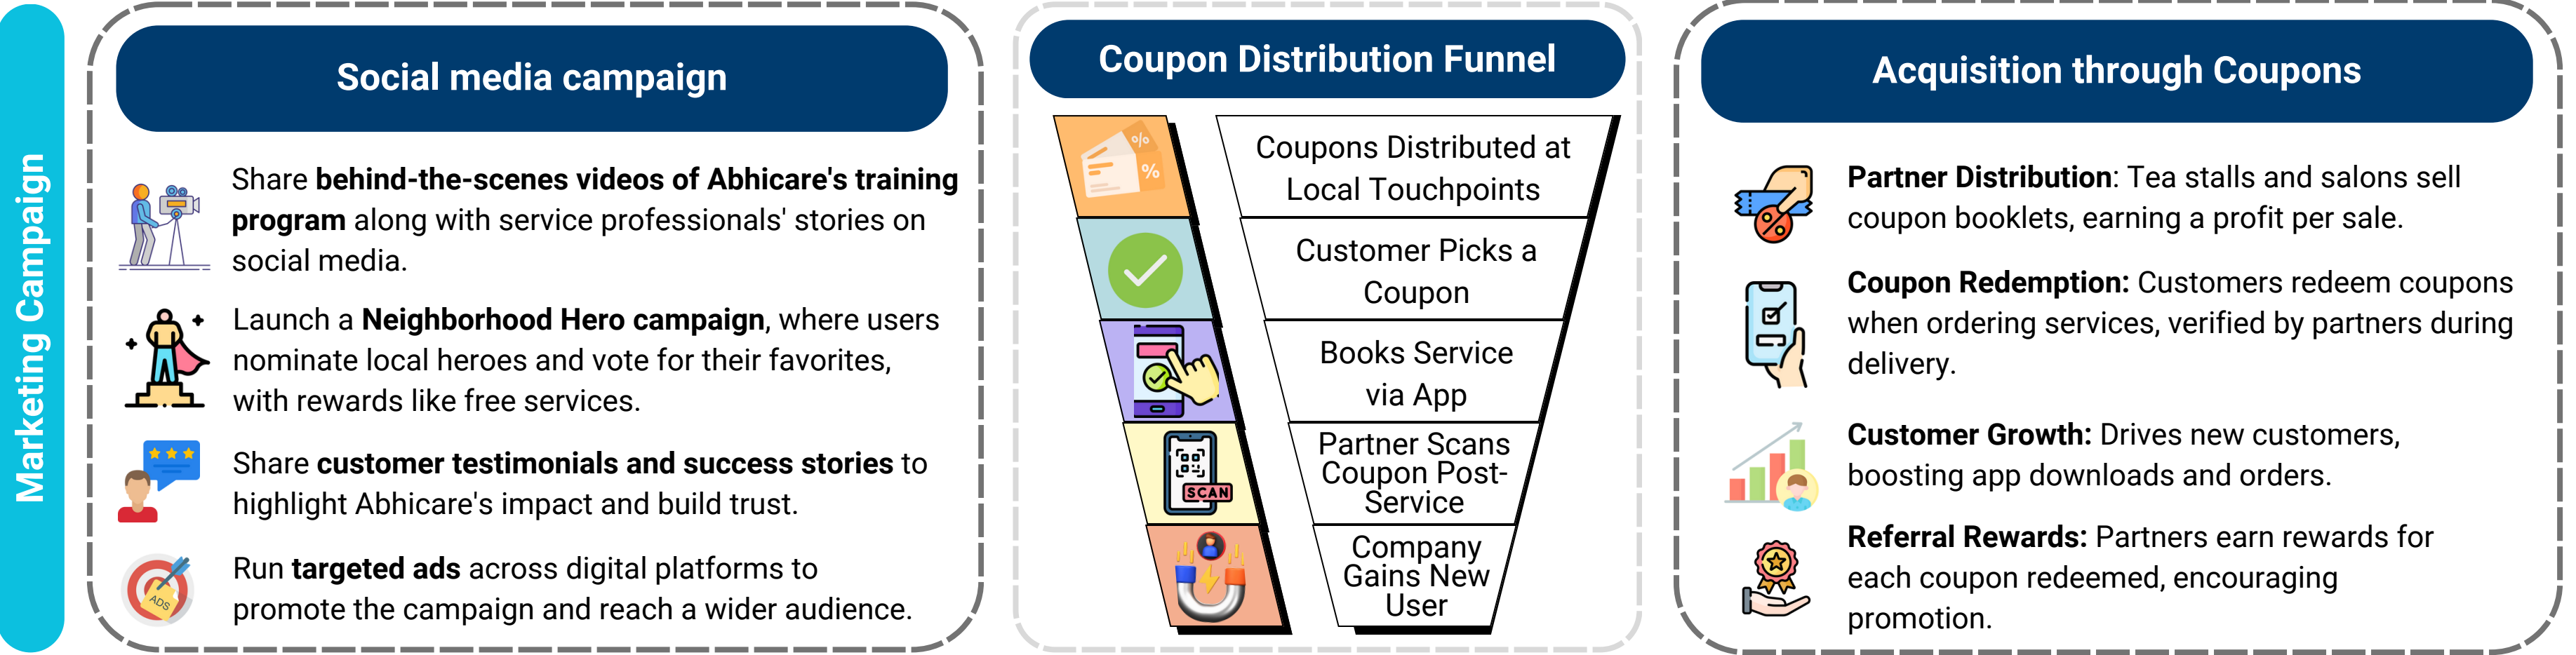 Marketing Campaign
Social media campaign
Share behind-the-scenes videos of Abhicare's training
program along with service professionals' stories on
social media.
Launch a Neighborhood Hero campaign, where users
nominate local heroes and vote for their favorites,
with rewards like free services.
Share customer testimonials and success stories to
highlight Abhicare's impact and build trust.
ADS
Run targeted ads across digital platforms to
promote the campaign and reach a wider audience.
Coupon Distribution Funnel
%
%
Coupons Distributed at
Local Touchpoints
Customer Picks a
Coupon
Books Service
via App
SCAN
Partner Scans
Coupon Post-
Service
Company
Gains New
User
Acquisition through Coupons
Partner Distribution: Tea stalls and salons sell
coupon booklets, earning a profit per sale.
Coupon Redemption: Customers redeem coupons
when ordering services, verified by partners during
delivery.
Customer Growth: Drives new customers,
boosting app downloads and orders.
Referral Rewards: Partners earn rewards for
each coupon redeemed, encouraging
promotion.